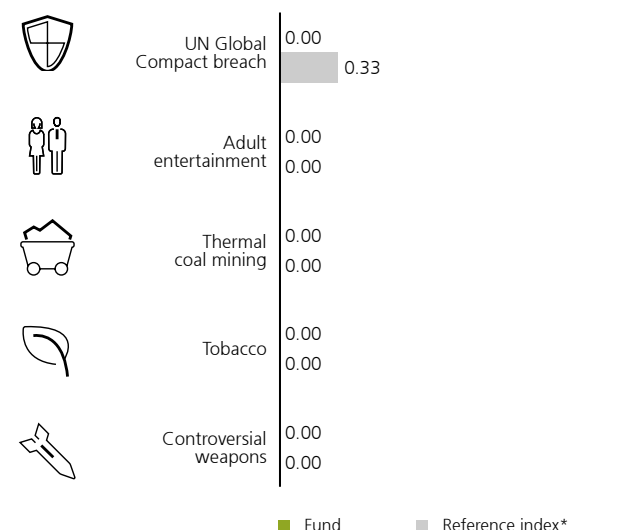 UN Global
Compact breach
0.00
0.33
Adult
entertainment
0.00
0.00
Thermal
coal mining
0.00
0.00
Tobacco
0.00
0.00
Controversial
weapons
0.00
0.00
Fund
Reference index*